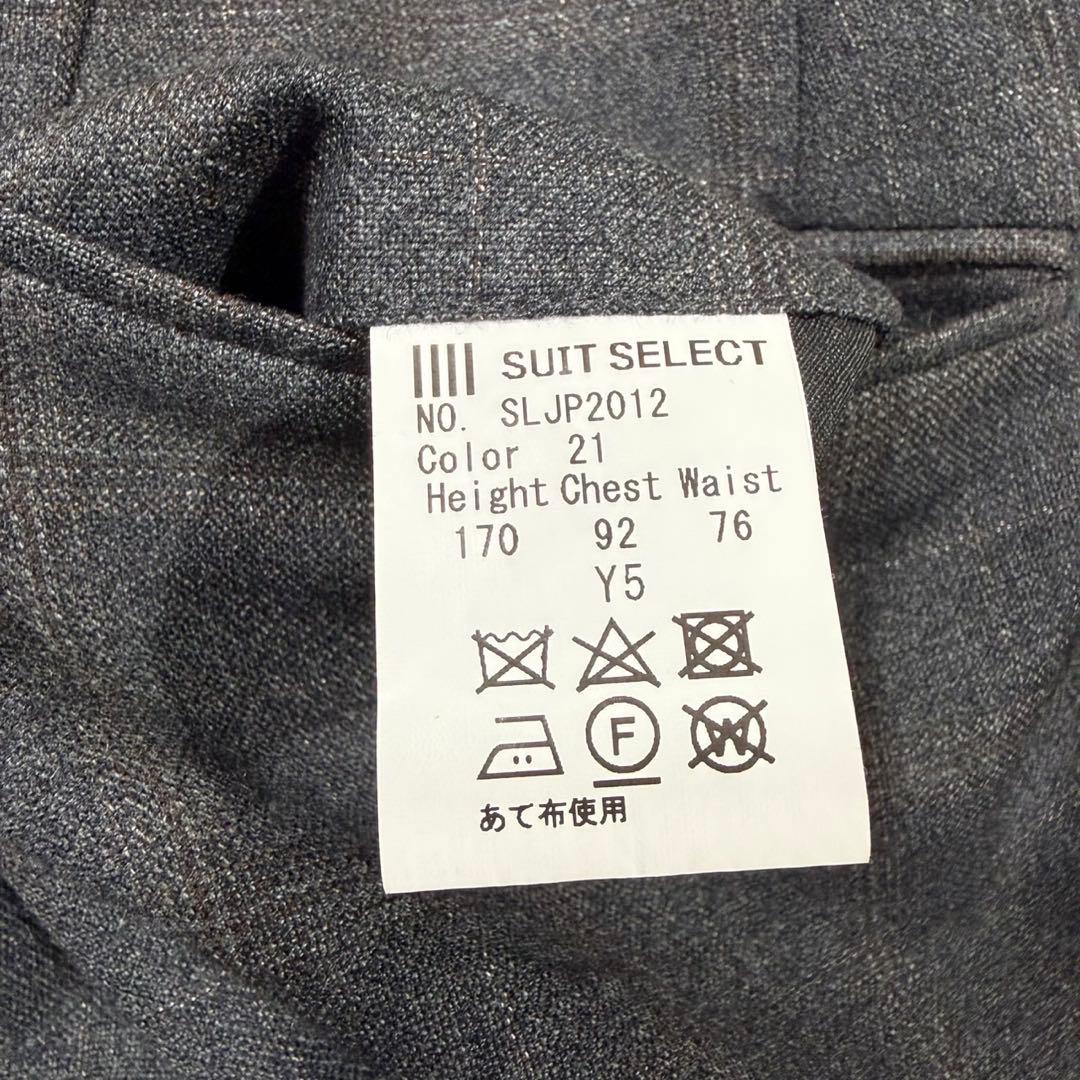 SUIT SELECT
NO. SLJP2012
Color 21
Height Chest Waist
170 92 76
Y5
F W
あて布使用